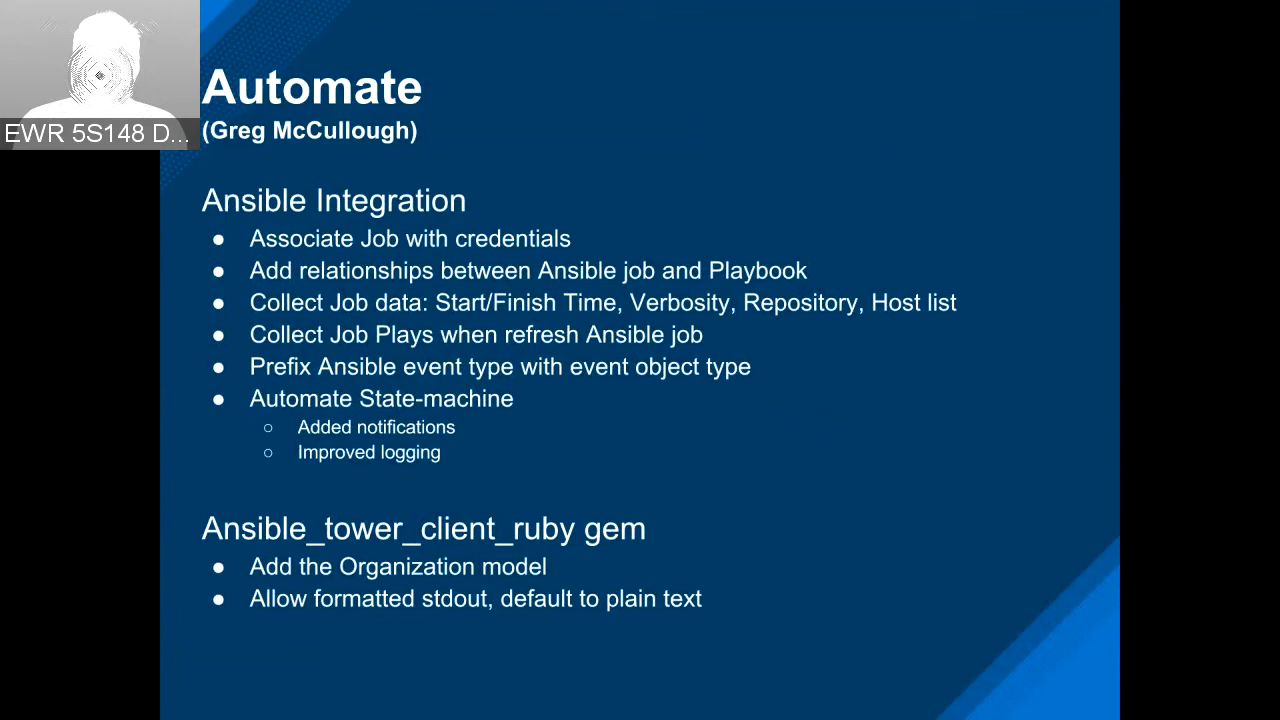 EWR 5S148 D...
Automate
(Greg McCullough)
Ansible Integration
● Associate Job with credentials
● Add relationships between Ansible job and Playbook
● Collect Job data: Start/Finish Time, Verbosity, Repository, Host list
● Collect Job Plays when refresh Ansible job
● Prefix Ansible event type with event object type
● Automate State-machine
○ Added notifications
○ Improved logging
Ansible_tower_client_ruby gem
● Add the Organization model
● Allow formatted stdout, default to plain text